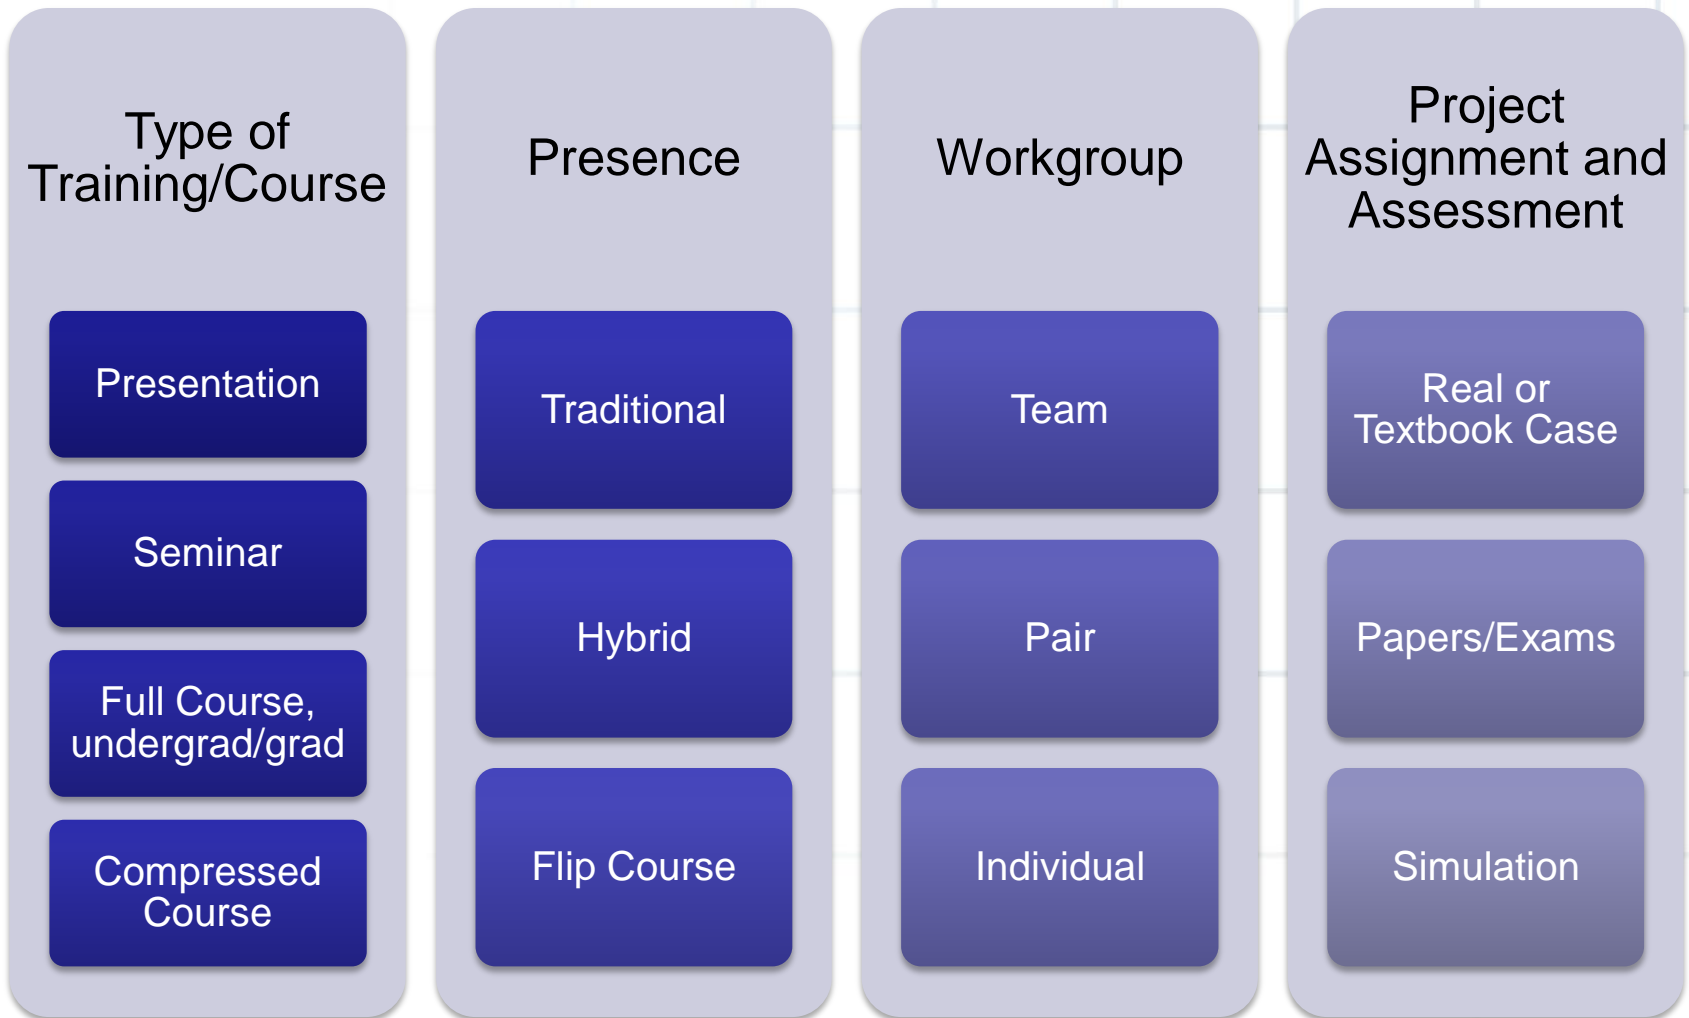 Type of
Training/Course
Presentation
Seminar
Full Course,
undergrad/grad
Compressed
Course
Presence
Traditional
Hybrid
Flip Course
Workgroup
Team
Pair
Individual
Project
Assignment and
Assessment
Real or
Textbook Case
Papers/Exams
Simulation